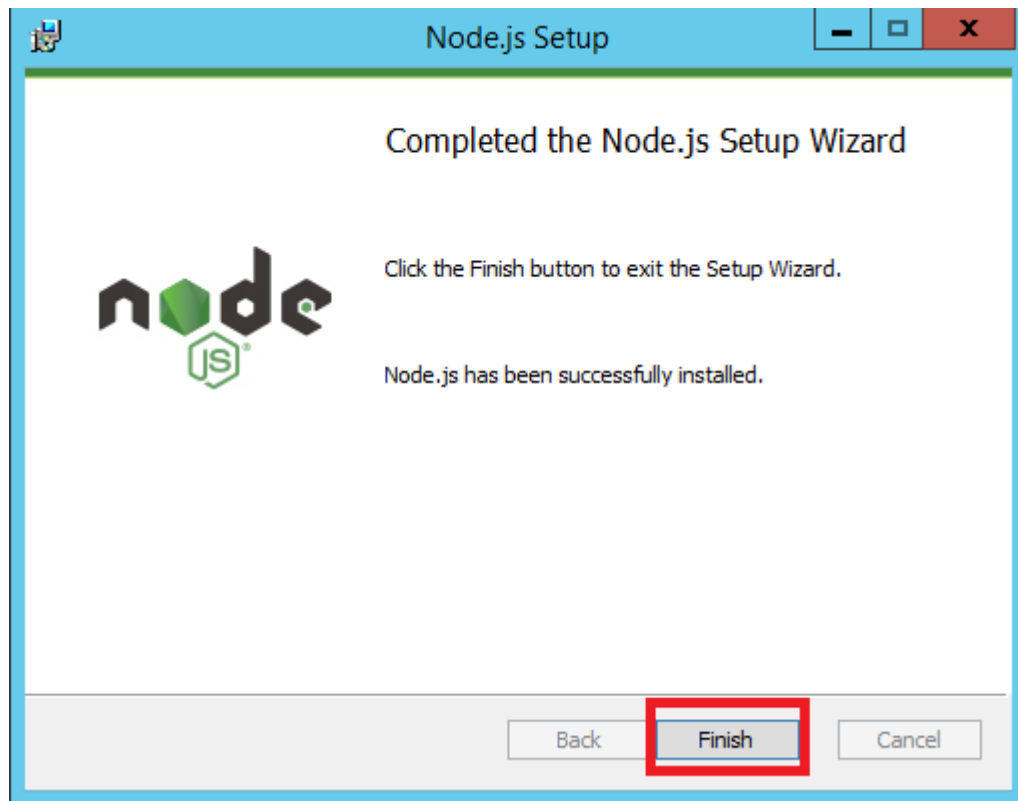 Node.js Setup
Completed the Node.js Setup Wizard
Click the Finish button to exit the Setup Wizard.
node
JS®
Node.js has been successfully installed.
Back Finish Cancel